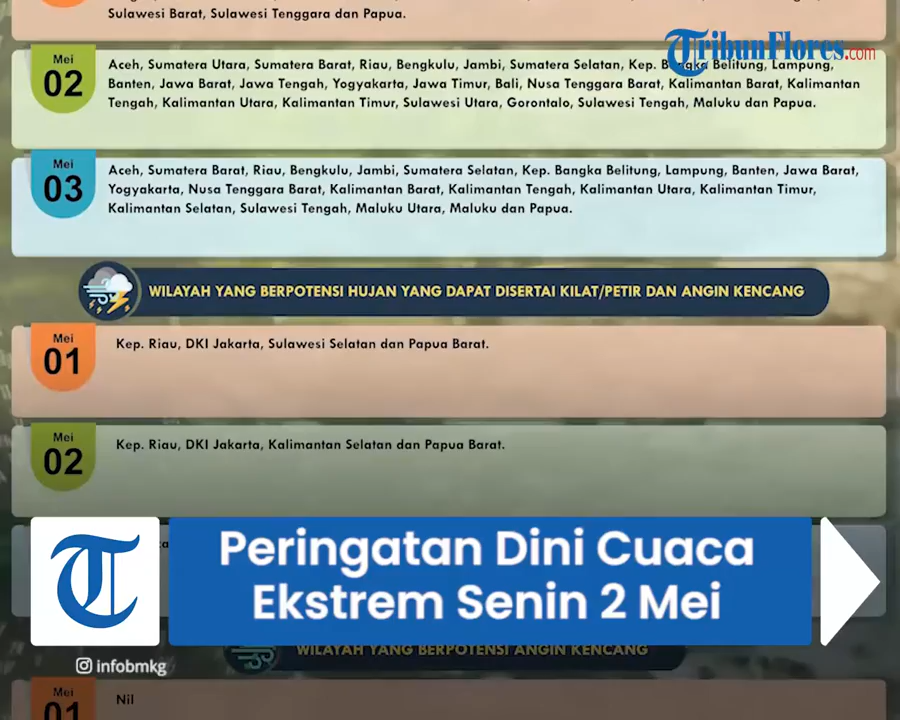 Sulawesi Barat, Sulawesi Tenggara dan Papua.
TribunFlores.com
Mei
02
Aceh, Sumatera Utara, Sumatera Barat, Riau, Bengkulu, Jambi, Sumatera Selatan, Kep. Bangka Belitung, Lampung,
Banten, Jawa Barat, Jawa Tengah, Yogyakarta, Jawa Timur, Bali, Nusa Tenggara Barat, Kalimantan Barat, Kalimantan
Tengah, Kalimantan Utara, Kalimantan Timur, Sulawesi Utara, Gorontalo, Sulawesi Tengah, Maluku dan Papua.
Mei
03
Aceh, Sumatera Barat, Riau, Bengkulu, Jambi, Sumatera Selatan, Kep. Bangka Belitung, Lampung, Banten, Jawa Barat,
Yogyakarta, Nusa Tenggara Barat, Kalimantan Barat, Kalimantan Tengah, Kalimantan Utara, Kalimantan Timur,
Kalimantan Selatan, Sulawesi Tengah, Maluku Utara, Maluku dan Papua.
WILAYAH YANG BERPOTENSI HUJAN YANG DAPAT DISERTAI KILAT/PETIR DAN ANGIN KENCANG
Mei
01
Kep. Riau, DKI Jakarta, Sulawesi Selatan dan Papua Barat.
Mei
02
Kep. Riau, DKI Jakarta, Kalimantan Selatan dan Papua Barat.
Peringatan Dini Cuaca
Ekstrem Senin 2 Mei
WILAYAH YANG BERPOTENSI ANGIN KENCANG
infobmkg
Mei
01
Nil